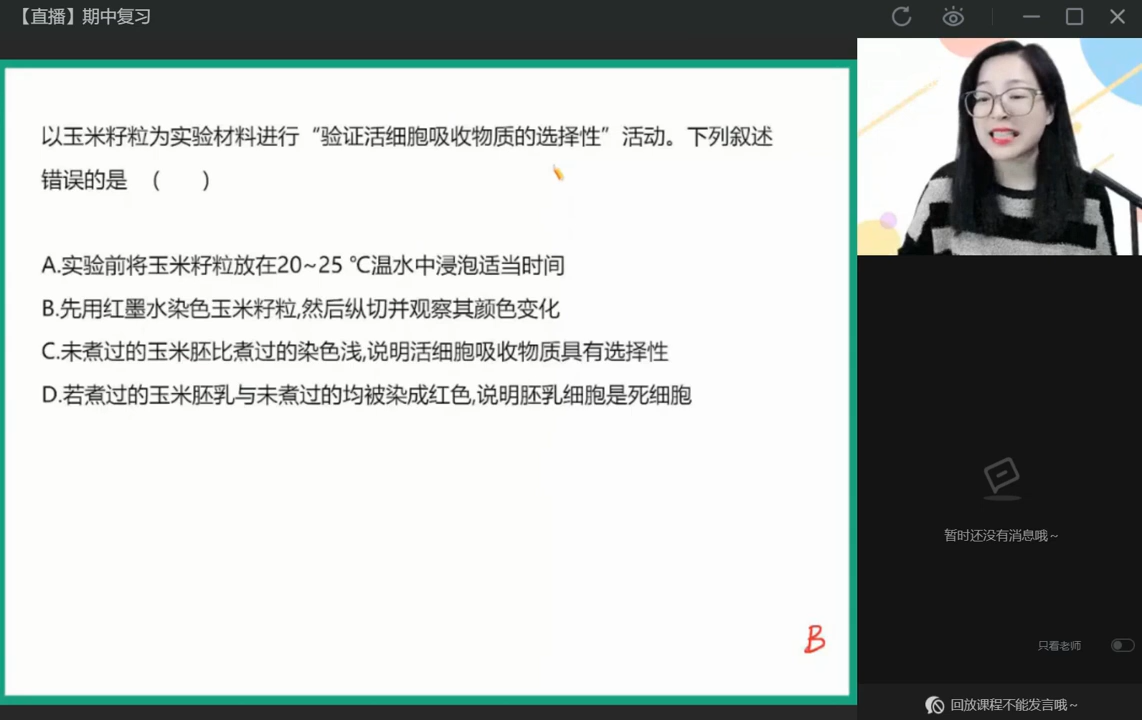 【直播】期中复习
以玉米籽粒为实验材料进行“验证活细胞吸收物质的选择性”活动。下列叙述
错误的是 （ ）
A.实验前将玉米籽粒放在20~25 ℃温水中浸泡适当时间
B.先用红墨水染色玉米籽粒,然后纵切并观察其颜色变化
C.未煮过的玉米胚比煮过的染色浅,说明活细胞吸收物质具有选择性
D.若煮过的玉米胚乳与未煮过的均被染成红色,说明胚乳细胞是死细胞
B
暂时还没有消息哦~
只看老师
回放课程不能发言哦~